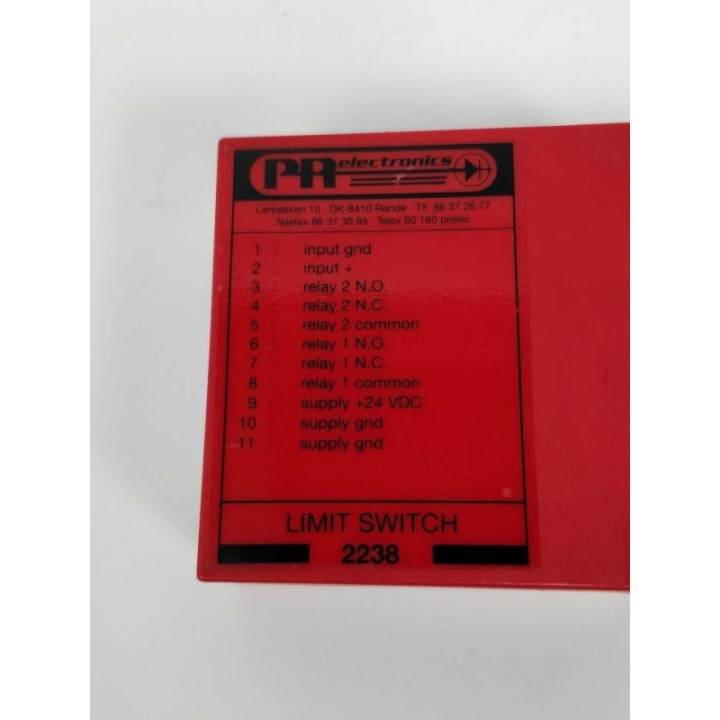 PR electronics
Lerbakken 10 · DK-8410 Rønde · Tlf. 86 37 26 77
Telefax 86 37 30 85 · Telex 60 160 prelec
1 : input gnd
2 : input +
3 : relay 2 N.O.
4 : relay 2 N.C.
5 : relay 2 common
6 : relay 1 N.O.
7 : relay 1 N.C.
8 : relay 1 common
9 : supply +24 VDC
10 : supply gnd
11 : supply gnd
LIMIT SWITCH
2238